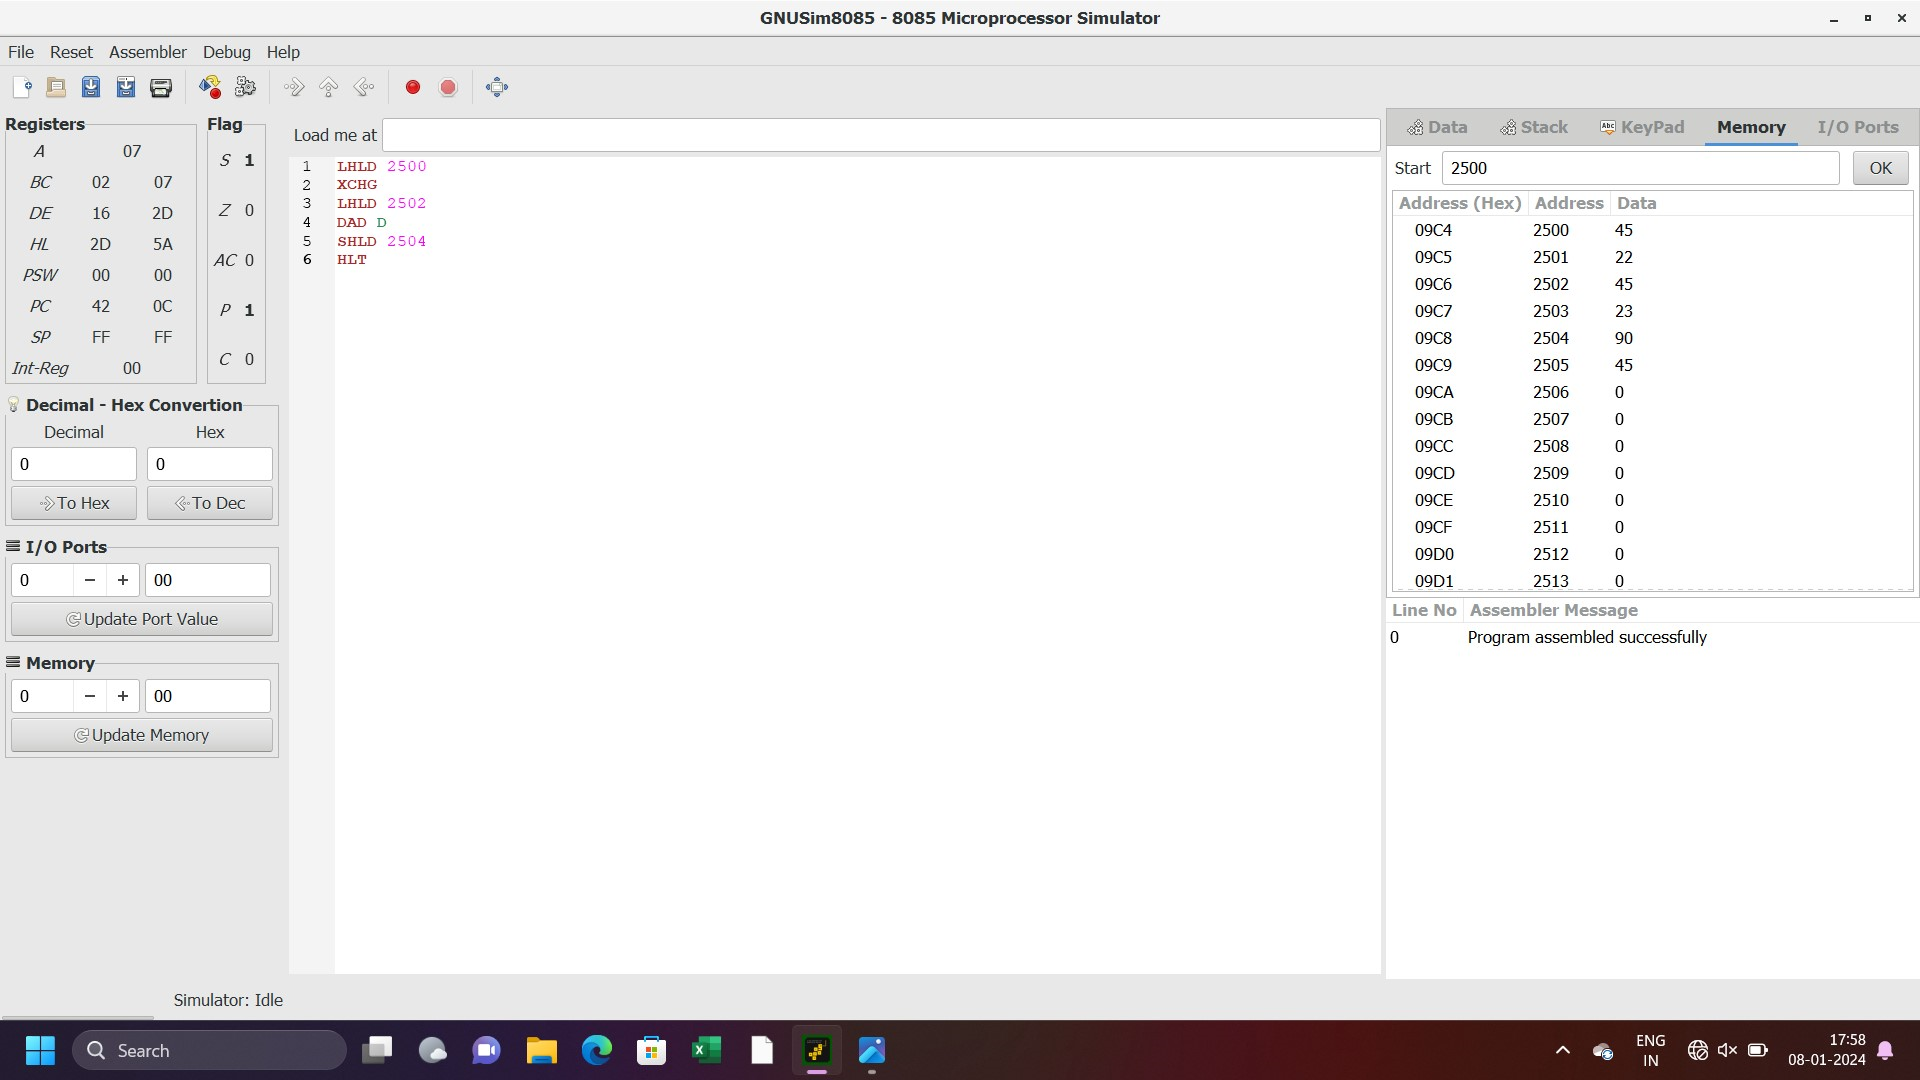 GNUSim8085 - 8085 Microprocessor Simulator
File Reset Assembler Debug Help
Registers
A 07
BC 02 07
DE 16 2D
HL 2D 5A
PSW 00 00
PC 42 0C
SP FF FF
Int-Reg 00
Flag
S 1
Z 0
AC 0
P 1
C 0
Decimal - Hex Convertion
Decimal Hex
0 0
To Hex To Dec
I/O Ports
0 − + 00
Update Port Value
Memory
0 − + 00
Update Memory
Load me at
1 LHLD 2500
2 XCHG
3 LHLD 2502
4 DAD D
5 SHLD 2504
6 HLT
Data Stack Abc KeyPad Memory I/O Ports
Start 2500 OK
Address (Hex) Address Data
09C4 2500 45
09C5 2501 22
09C6 2502 45
09C7 2503 23
09C8 2504 90
09C9 2505 45
09CA 2506 0
09CB 2507 0
09CC 2508 0
09CD 2509 0
09CE 2510 0
09CF 2511 0
09D0 2512 0
09D1 2513 0
Line No Assembler Message
0 Program assembled successfully
Simulator: Idle
Search
ENG
IN
17:58
08-01-2024